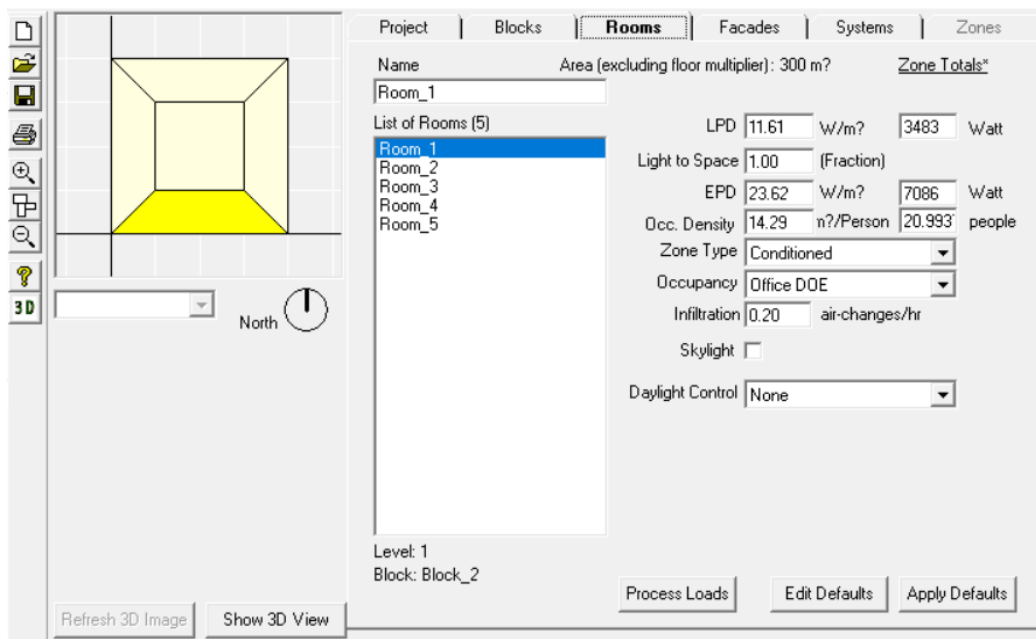 Project Blocks Rooms Facades Systems Zones
Name Area (excluding floor multiplier) : 300 m? Zone Totals*
Room_1
List of Rooms (5)
LPD 11.61 W/m? 3483 Watt
Room_1
Light to Space 1.00 (Fraction)
Room_2
Room_3
EPD 23.62 W/m? 7086 Watt
Room_4
Room_5
Occ. Density 14.29 m?/Person 20.993 people
Zone Type Conditioned
Occupancy Office DOE
3D
North
Infiltration 0.20 air-changes/hr
Skylight
Daylight Control None
Level: 1
Block: Block_2
Process Loads Edit Defaults Apply Defaults
Refresh 3D Image Show 3D View